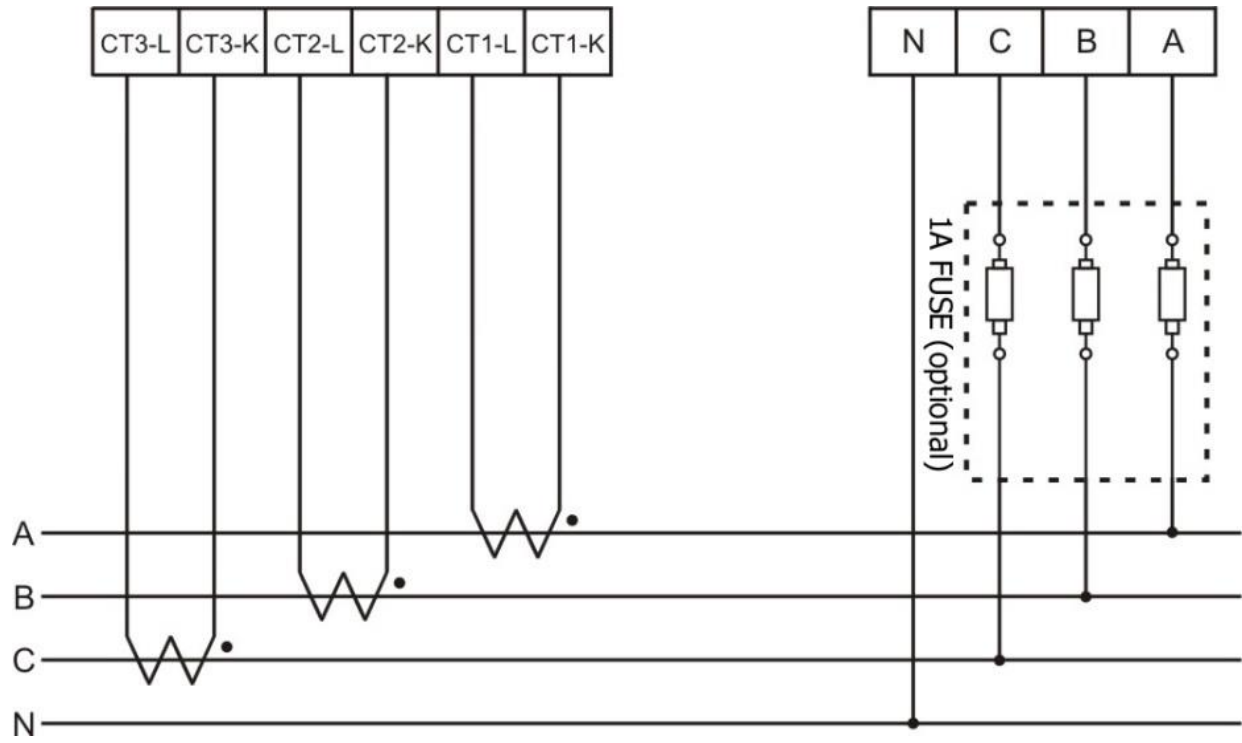 CT3-L CT3-K CT2-L CT2-K CT1-L CT1-K
N C B A
1A FUSE (optional)
A
B
C
N